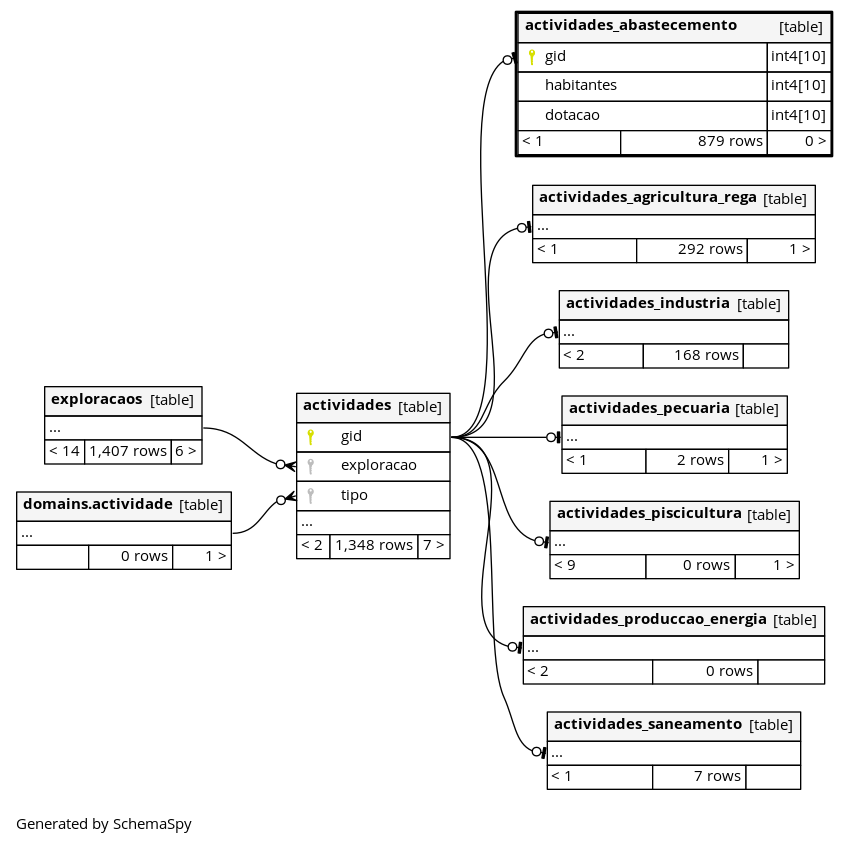 actividades_abastecemento [table]
gid int4[10]
habitantes int4[10]
dotacao int4[10]
< 1 879 rows 0 >
actividades_agricultura_rega [table]
...
< 1 292 rows 1 >
actividades_industria [table]
...
< 2 168 rows
exploracaos [table]
...
< 14 1,407 rows 6 >
actividades [table]
gid
exploracao
tipo
...
< 2 1,348 rows 7 >
actividades_pecuaria [table]
...
< 1 2 rows 1 >
domains.actividade [table]
...
0 rows 1 >
actividades_piscicultura [table]
...
< 9 0 rows 1 >
actividades_produccao_energia [table]
...
< 2 0 rows
actividades_saneamento [table]
...
< 1 7 rows
Generated by SchemaSpy